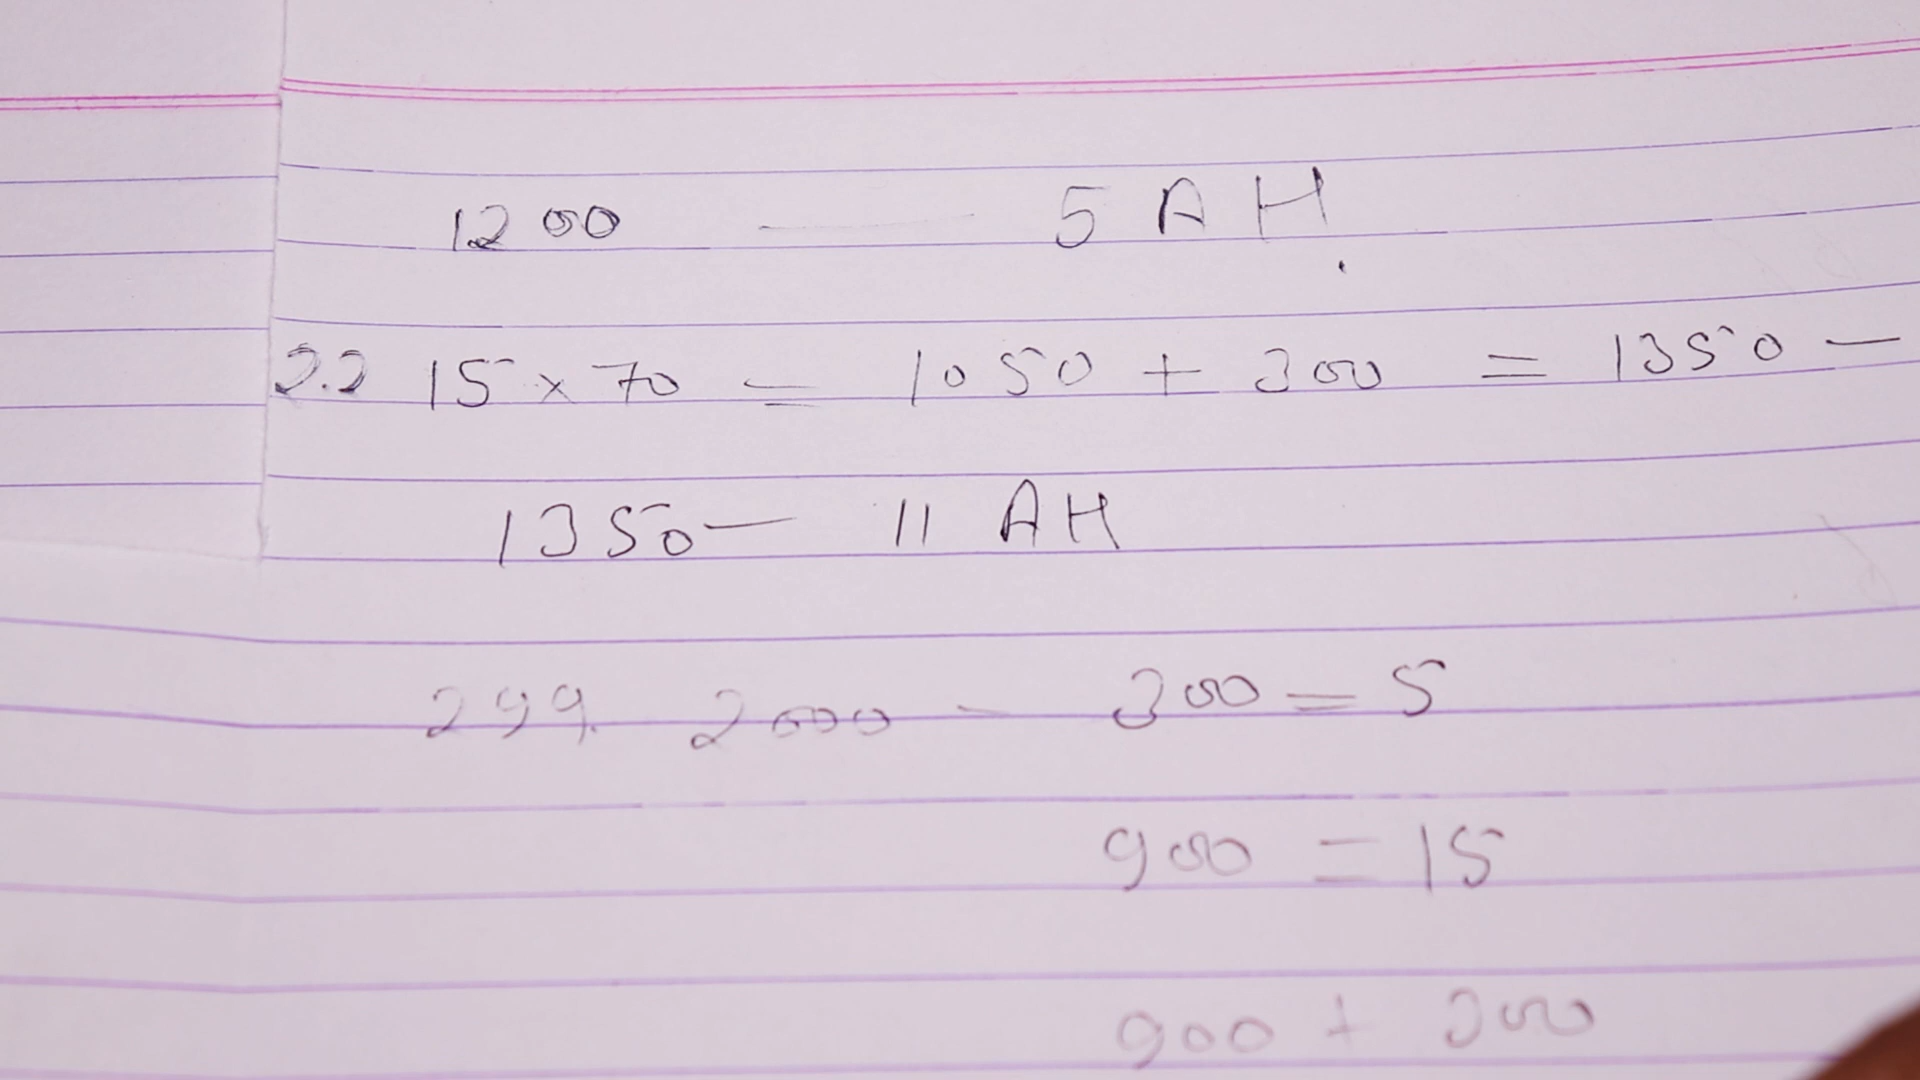 1200 — 5 AH
2.2 15 x 70 = 1050 + 300 = 1350 —
1350 — 11 AH
299. 2000 - 300 = 5
900 = 15
900 + 300